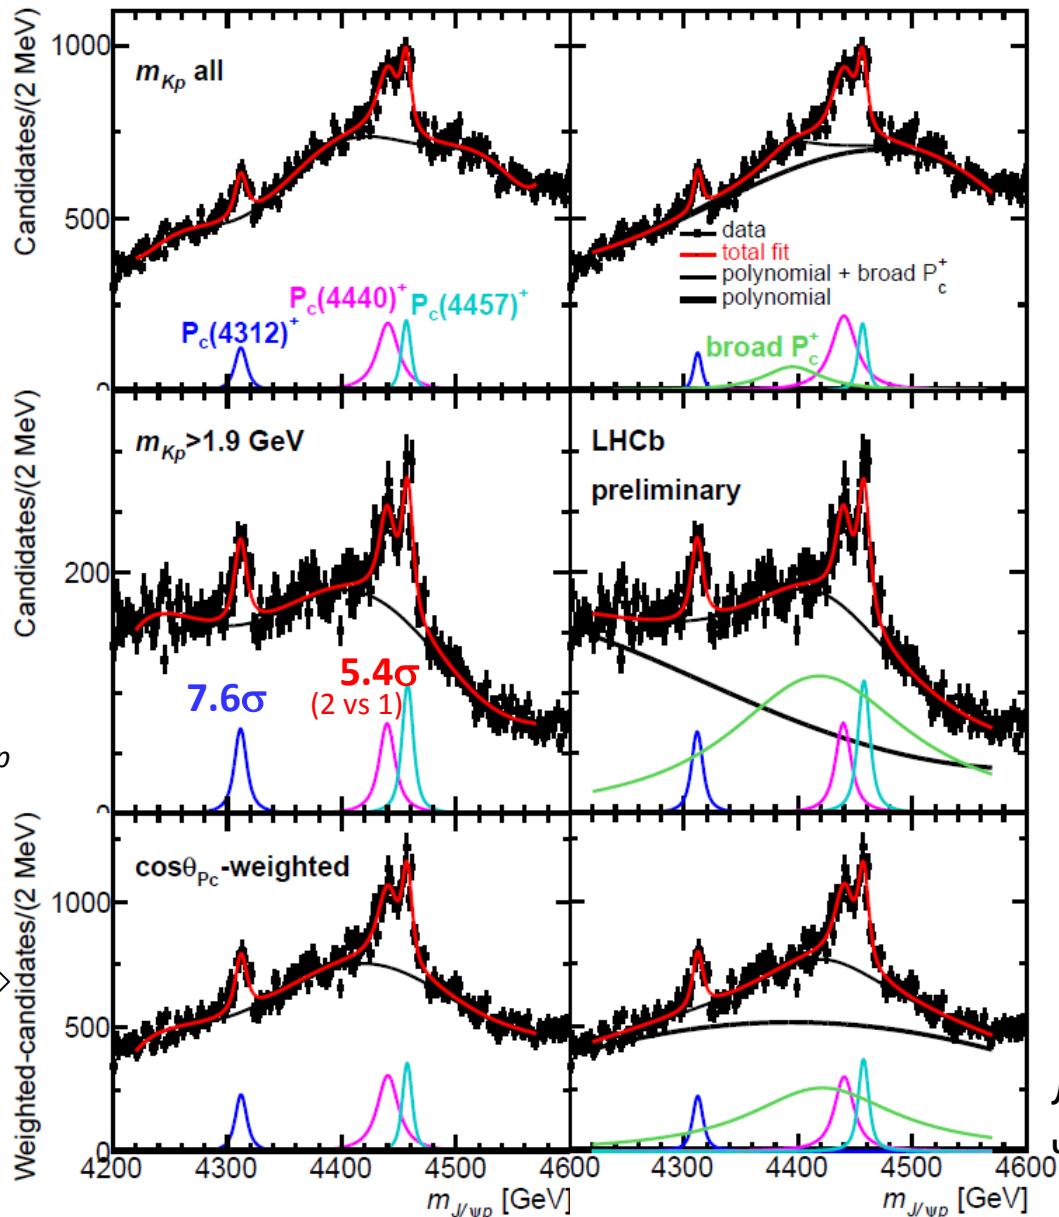 Candidates/(2 MeV)
1000
500
0
m_Kp all
P_c(4312)^+
P_c(4440)^+
P_c(4457)^+
data
total fit
polynomial + broad P_c^+
polynomial
broad P_c^+
Candidates/(2 MeV)
200
0
m_Kp>1.9 GeV
7.6σ
5.4σ
(2 vs 1)
LHCb
preliminary
p
Weighted-candidates/(2 MeV)
1000
500
0
cosθ_Pc-weighted
4200 4300 4400 4500 4600 4300 4400 4500 4600
m_J/ψp [GeV] m_J/ψp [GeV]